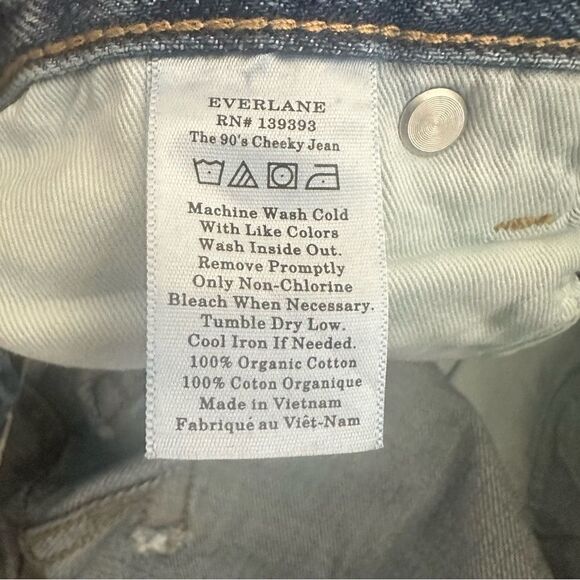 EVERLANE
RN# 139393
The 90's Cheeky Jean
Machine Wash Cold
With Like Colors
Wash Inside Out.
Remove Promptly
Only Non-Chlorine
Bleach When Necessary.
Tumble Dry Low.
Cool Iron If Needed.
100% Organic Cotton
100% Coton Organique
Made in Vietnam
Fabriqué au Viêt-Nam